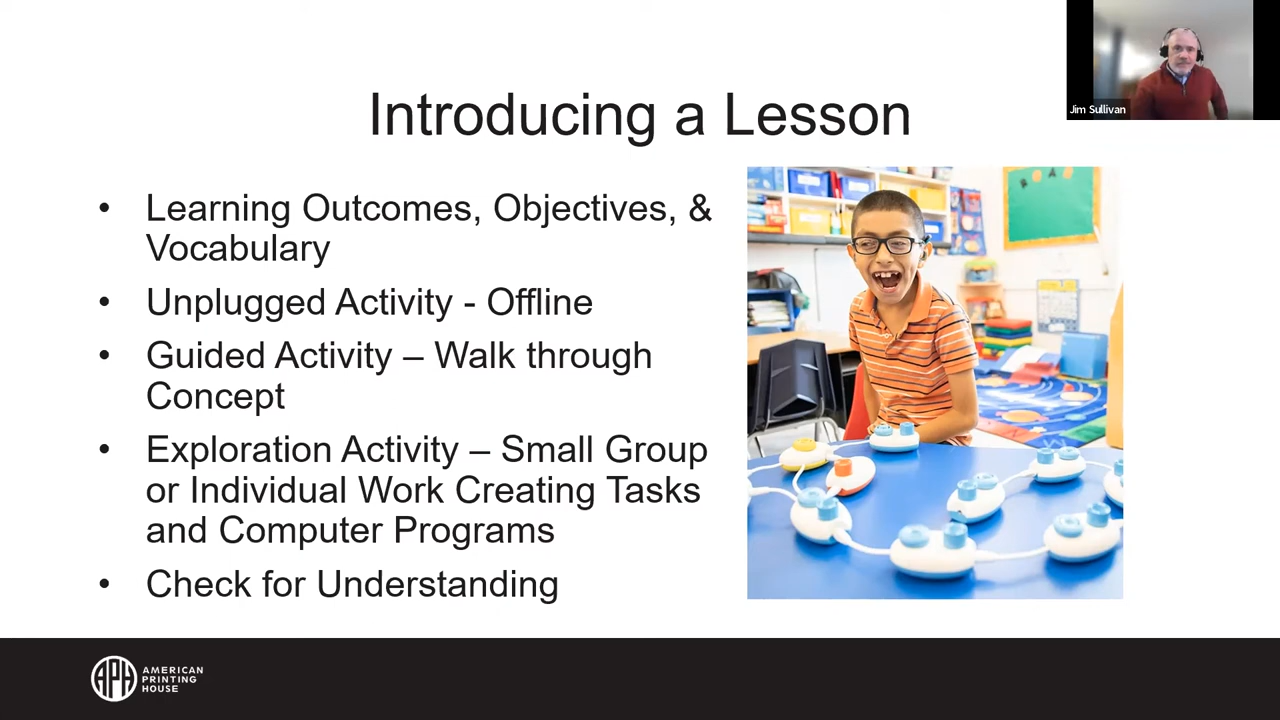 Jim Sullivan
Introducing a Lesson
• Learning Outcomes, Objectives, &
Vocabulary
• Unplugged Activity - Offline
• Guided Activity – Walk through
Concept
• Exploration Activity – Small Group
or Individual Work Creating Tasks
and Computer Programs
• Check for Understanding
APH
AMERICAN
PRINTING
HOUSE